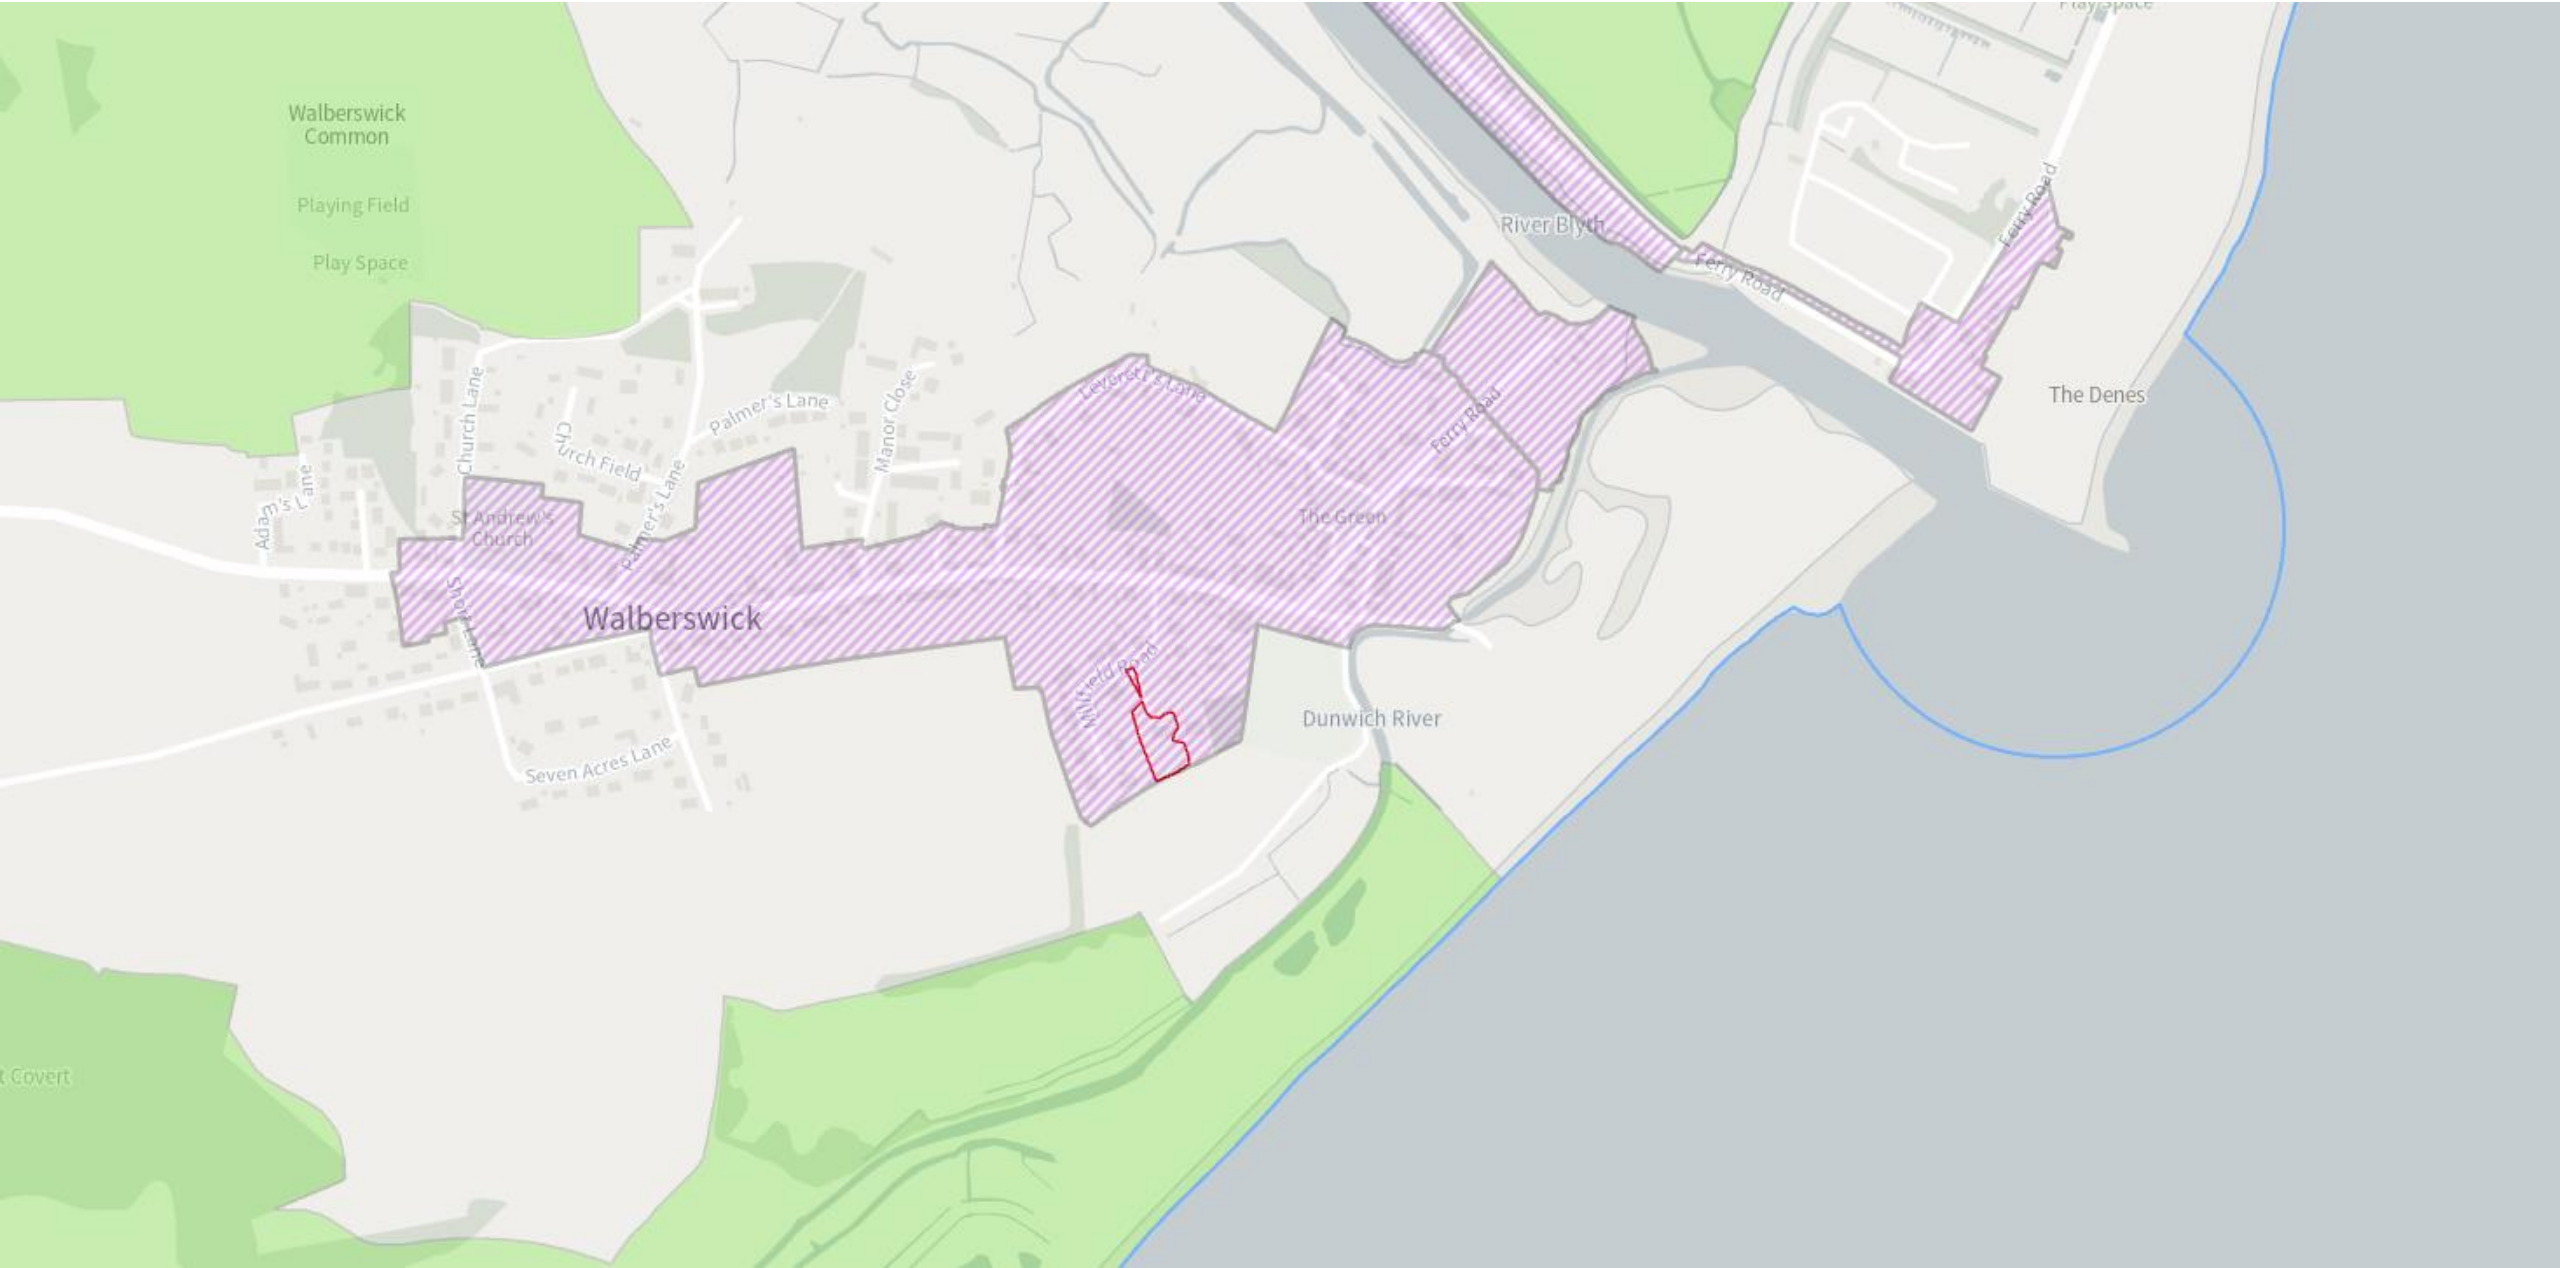 Play Space
Walberswick
Common
Playing Field
Play Space
Ferry Road
River Blyth
Ferry Road
The Denes
Leverett's Lane
Ferry Road
Church Lane
Palmer's Lane
Manor Close
Church Field
Adam's Lane
Palmer's Lane
St Andrew's
Church
The Green
Short Lane
Walberswick
Millfield Road
Dunwich River
Seven Acres Lane
t Covert